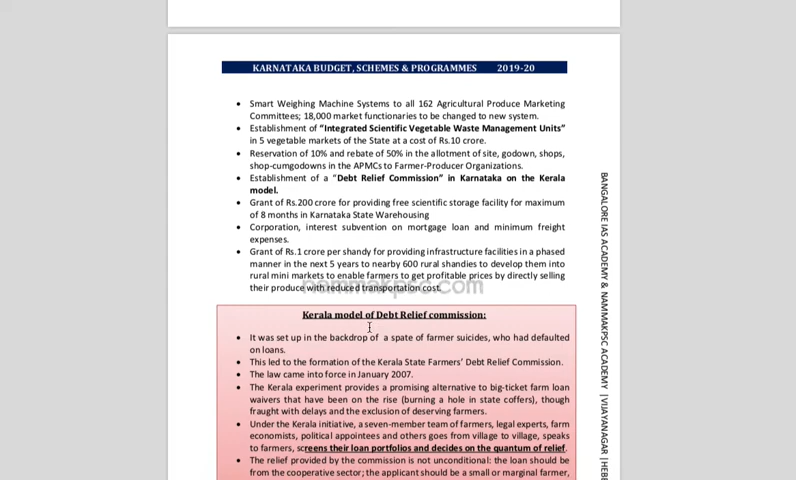 KARNATAKA BUDGET, SCHEMES & PROGRAMMES 2019-20
• Smart Weighing Machine Systems to all 162 Agricultural Produce Marketing
Committees; 18,000 market functionaries to be changed to new system.
• Establishment of “Integrated Scientific Vegetable Waste Management Units”
in 5 vegetable markets of the State at a cost of Rs.10 crore.
• Reservation of 10% and rebate of 50% in the allotment of site, godown, shops,
shop-cumgodowns in the APMCs to Farmer-Producer Organizations.
• Establishment of a “Debt Relief Commission” in Karnataka on the Kerala
model.
• Grant of Rs.200 crore for providing free scientific storage facility for maximum
of 8 months in Karnataka State Warehousing
• Corporation, interest subvention on mortgage loan and minimum freight
expenses.
• Grant of Rs.1 crore per shandy for providing infrastructure facilities in a phased
manner in the next 5 years to nearby 600 rural shandies to develop them into
rural mini markets to enable farmers to get profitable prices by directly selling
their produce with reduced transportation cost.
nammakpsc.com
Kerala model of Debt Relief commission:
• It was set up in the backdrop of a spate of farmer suicides, who had defaulted
on loans.
• This led to the formation of the Kerala State Farmers’ Debt Relief Commission.
• The law came into force in January 2007.
• The Kerala experiment provides a promising alternative to big-ticket farm loan
waivers that have been on the rise (burning a hole in state coffers), though
fraught with delays and the exclusion of deserving farmers.
• Under the Kerala initiative, a seven-member team of farmers, legal experts, farm
economists, political appointees and others goes from village to village, speaks
to farmers, screens their loan portfolios and decides on the quantum of relief.
• The relief provided by the commission is not unconditional: the loan should be
from the cooperative sector; the applicant should be a small or marginal farmer,
BANGALORE IAS ACADEMY & NAMMAKPSC ACADEMY |VIJAYANAGAR |HEBB